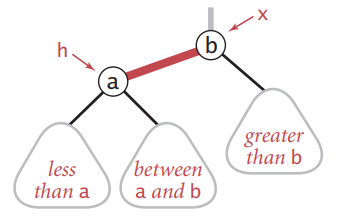 x
h
b
a
greater
than b
less
than a
between
a and b